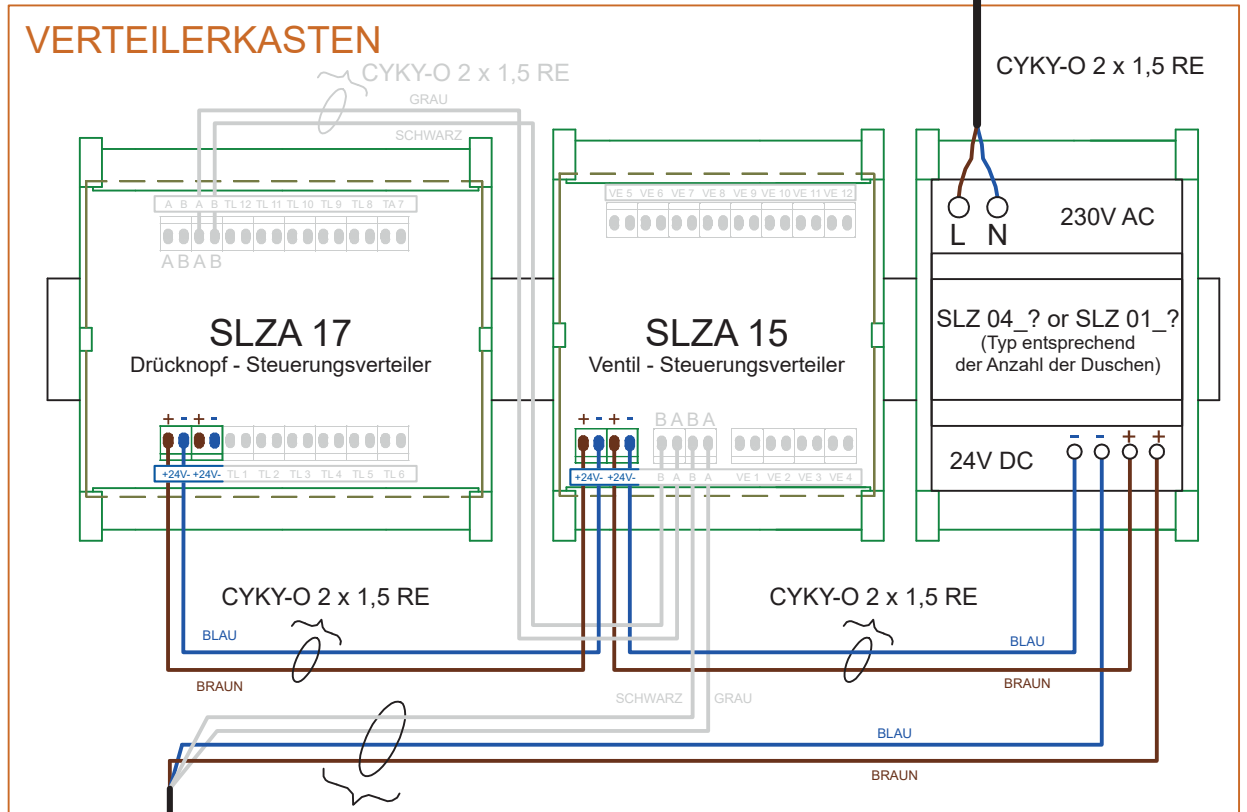 VERTEILERKASTEN
CYKY-O 2 x 1,5 RE
CYKY-O 2 x 1,5 RE
GRAU
SCHWARZ
A B A B TL 12 TL 11 TL 10 TL 9 TL 8 TA 7
A B A B
VE 5 VE 6 VE 7 VE 8 VE 9 VE 10 VE 11 VE 12
L N
230V AC
SLZA 17
Drücknopf - Steuerungsverteiler
SLZA 15
Ventil - Steuerungsverteiler
SLZ 04_? or SLZ 01_?
(Typ entsprechend
der Anzahl der Duschen)
+ - + -
+24V- +24V- TL 1 TL 2 TL 3 TL 4 TL 5 TL 6
+ - + - B A B A
+24V- +24V- B A B A VE 1 VE 2 VE 3 VE 4
24V DC
- - + +
CYKY-O 2 x 1,5 RE
CYKY-O 2 x 1,5 RE
BLAU
BRAUN
BLAU
BRAUN
SCHWARZ
GRAU
BLAU
BRAUN